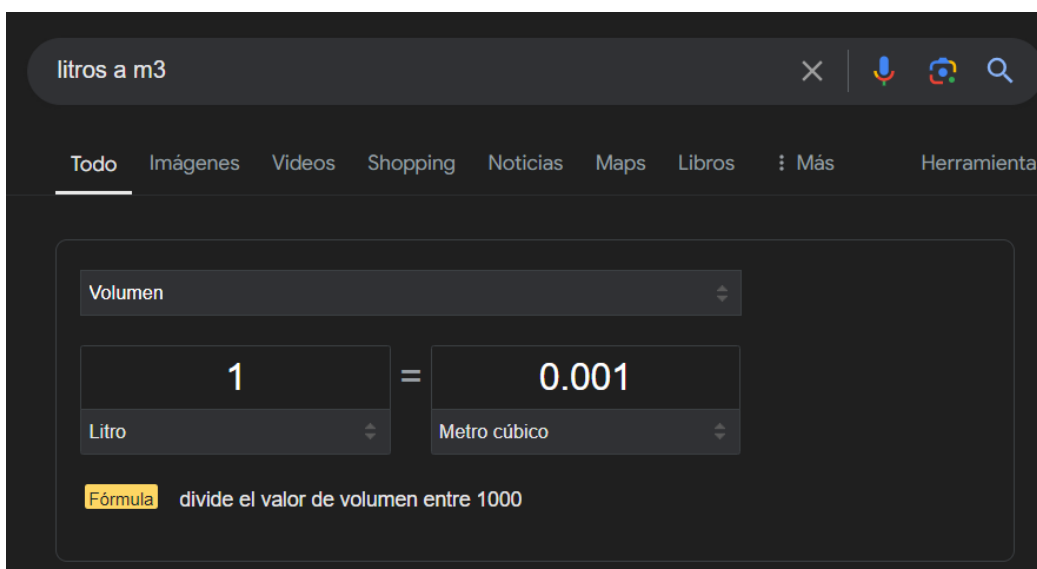 litros a m3
Todo Imágenes Videos Shopping Noticias Maps Libros Más Herramienta
Volumen
1 = 0.001
Litro Metro cúbico
Fórmula divide el valor de volumen entre 1000